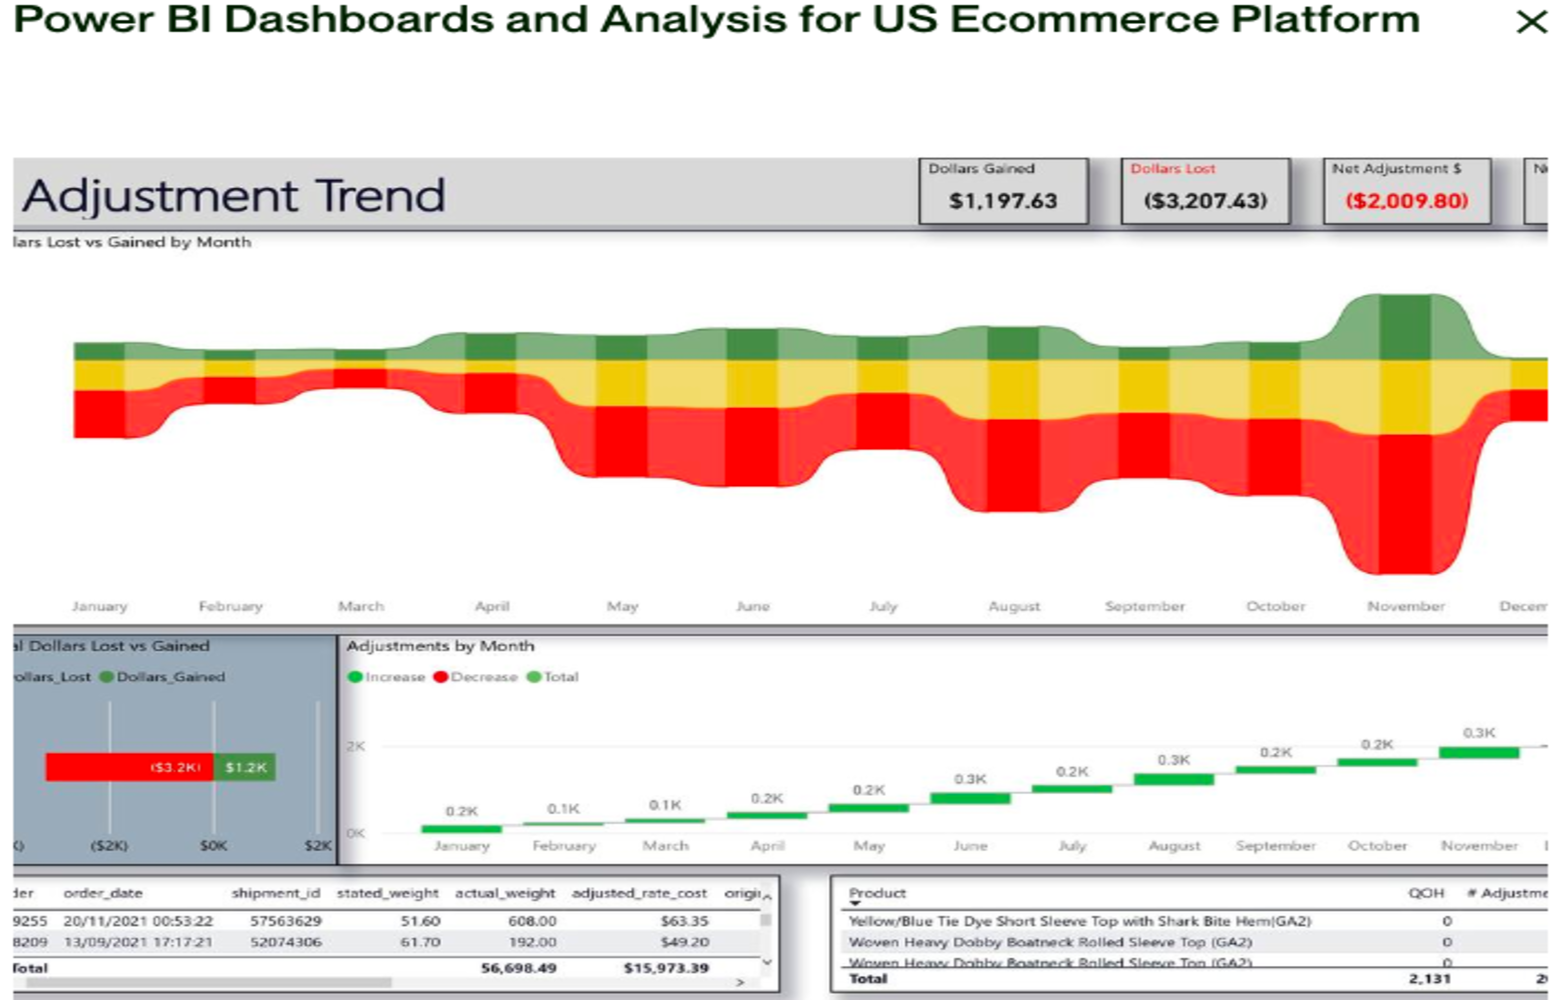 Power BI Dashboards and Analysis for US Ecommerce Platform
Adjustment Trend
Dollars Gained
$1,197.63
Dollars Lost
($3,207.43)
Net Adjustment $
($2,009.80)
lars Lost vs Gained by Month
January February March April May June July August September October November Decem
al Dollars Lost vs Gained
ollars_Lost Dollars_Gained
($3.2K) $1.2K
($2K) $0K $2K
Adjustments by Month
Increase Decrease Total
2K
0K
0.2K 0.1K 0.1K 0.2K 0.2K 0.3K 0.2K 0.3K 0.2K 0.2K 0.3K
January February March April May June July August September October November
der order_date shipment_id stated_weight actual_weight adjusted_rate_cost origi
9255 20/11/2021 00:53:22 57563629 51.60 608.00 $63.35
8209 13/09/2021 17:17:21 52074306 61.70 192.00 $49.20
Total 56,698.49 $15,973.39
Product QOH # Adjustme
Yellow/Blue Tie Dye Short Sleeve Top with Shark Bite Hem(GA2) 0
Woven Heavy Dobby Boatneck Rolled Sleeve Top (GA2) 0
Woven Heavy Dobby Boatneck Rolled Sleeve Top (GA2) 0
Total 2,131